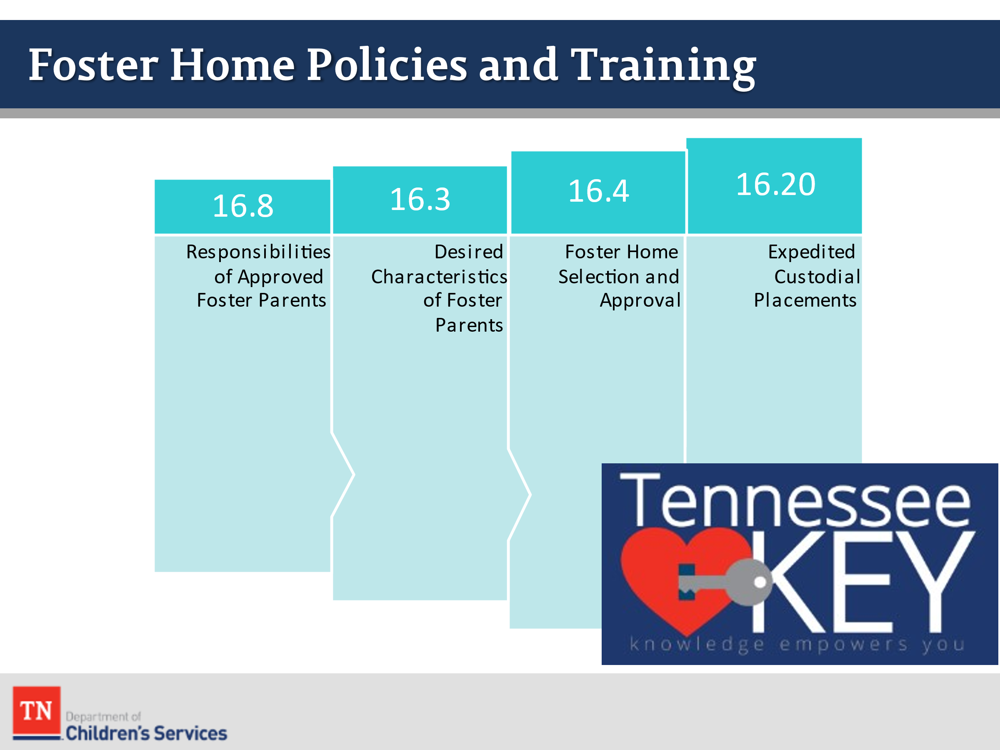 Foster Home Policies and Training
16.8
Responsibilities
of Approved
Foster Parents
16.3
Desired
Characteristics
of Foster
Parents
16.4
Foster Home
Selection and
Approval
16.20
Expedited
Custodial
Placements
Tennessee
KEY
knowledge empowers you
TN
Department of
Children's Services